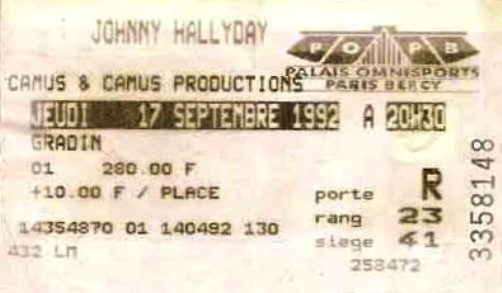 JOHNNY HALLYDAY
POPB
PALAIS OMNISPORTS
PARIS BERCY
CAMUS & CAMUS PRODUCTIONS
JEUDI 17 SEPTEMBRE 1992 A 20H30
GRADIN
01 280.00 F
+10.00 F / PLACE
porte R
rang 23
siege 41
14354870 01 140492 130
432 LM
258472
3358148